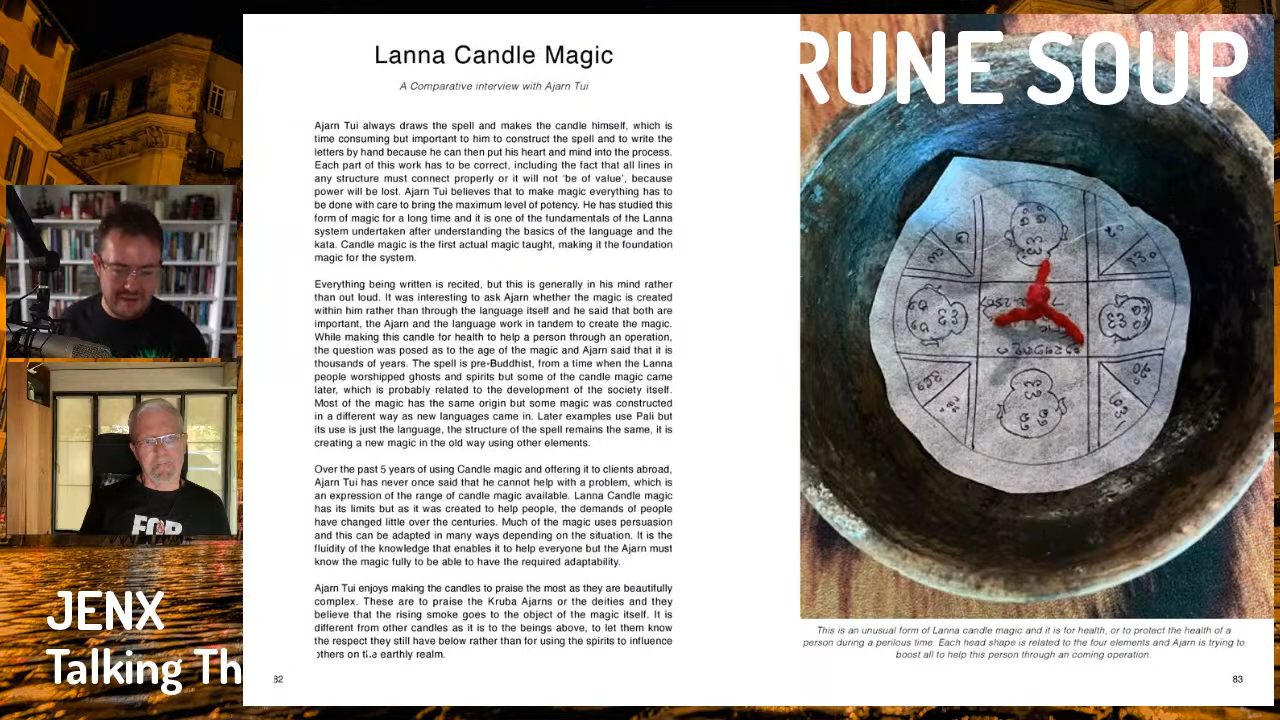 RUNE SOUP
Lanna Candle Magic
A Comparative interview with Ajarn Tui
Ajarn Tui always draws the spell and makes the candle himself, which is
time consuming but important to him to construct the spell and to write the
letters by hand because he can then put his heart and mind into the process.
Each part of this work has to be correct, including the fact that all lines in
any structure must connect properly or it will not 'be of value', because
power will be lost. Ajarn Tui believes that to make magic everything has to
be done with care to bring the maximum level of potency. He has studied this
form of magic for a long time and it is one of the fundamentals of the Lanna
system undertaken after understanding the basics of the language and the
kata. Candle magic is the first actual magic taught, making it the foundation
magic for the system.
Everything being written is recited, but this is generally in his mind rather
than out loud. It was interesting to ask Ajarn whether the magic is created
within him rather than through the language itself and he said that both are
important, the Ajarn and the language work in tandem to create the magic.
While making this candle for health to help a person through an operation,
the question was posed as to the age of the magic and Ajarn said that it is
thousands of years. The spell is pre-Buddhist, from a time when the Lanna
people worshipped ghosts and spirits but some of the candle magic came
later, which is probably related to the development of the society itself.
Most of the magic has the same origin but some magic was constructed
in a different way as new languages came in. Later examples use Pali but
its use is just the language, the structure of the spell remains the same, it is
creating a new magic in the old way using other elements.
Over the past 5 years of using Candle magic and offering it to clients abroad,
Ajarn Tui has never once said that he cannot help with a problem, which is
an expression of the range of candle magic available. Lanna Candle magic
has its limits but as it was created to help people, the demands of people
have changed little over the centuries. Much of the magic uses persuasion
and this can be adapted in many ways depending on the situation. It is the
fluidity of the knowledge that enables it to help everyone but the Ajarn must
know the magic fully to be able to have the required adaptability.
Ajarn Tui enjoys making the candles to praise the most as they are beautifully
complex. These are to praise the Kruba Ajarns or the deities and they
believe that the rising smoke goes to the object of the magic itself. It is
different from other candles as it is to the beings above, to let them know
the respect they still have below rather than for using the spirits to influence
others on the earthly realm.
82
This is an unusual form of Lanna candle magic and it is for health, or to protect the health of a
person during a perilous time. Each head shape is related to the four elements and Ajarn is trying to
boost all to help this person through an coming operation.
83
JENX
Talking Th